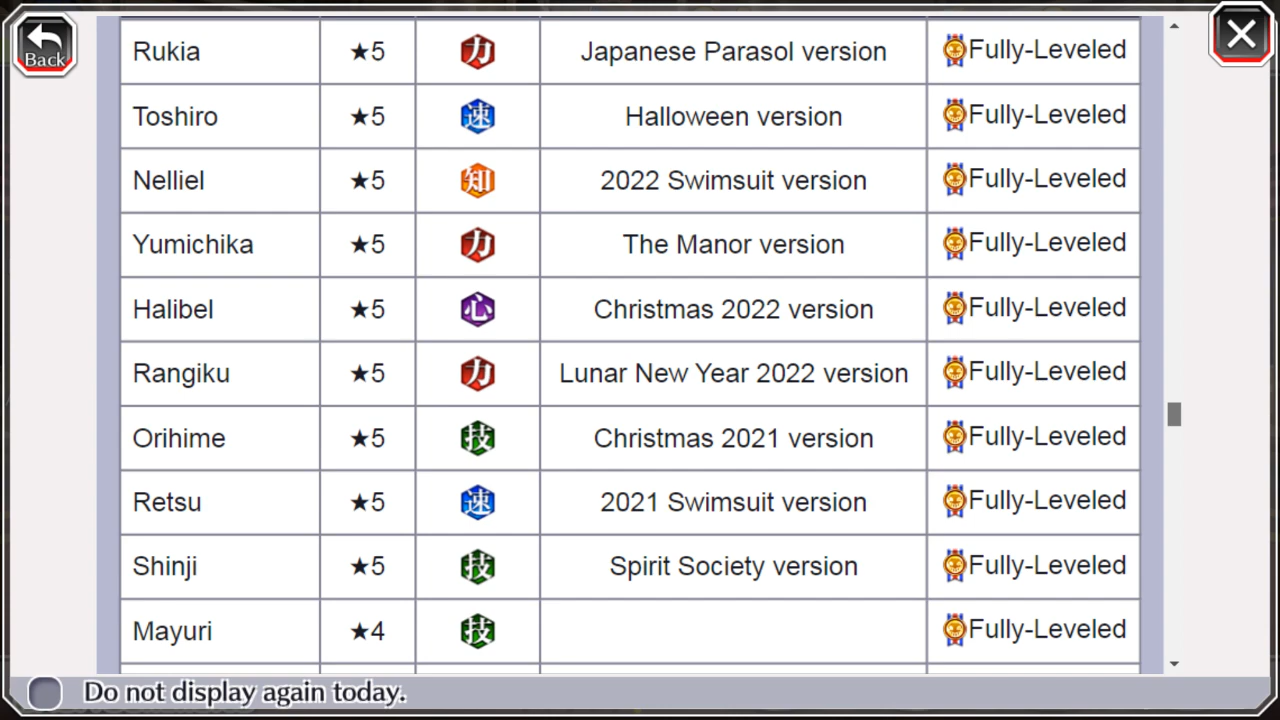 Back
Rukia ★5 力 Japanese Parasol version Fully-Leveled
Toshiro ★5 速 Halloween version Fully-Leveled
Nelliel ★5 知 2022 Swimsuit version Fully-Leveled
Yumichika ★5 力 The Manor version Fully-Leveled
Halibel ★5 心 Christmas 2022 version Fully-Leveled
Rangiku ★5 力 Lunar New Year 2022 version Fully-Leveled
Orihime ★5 技 Christmas 2021 version Fully-Leveled
Retsu ★5 速 2021 Swimsuit version Fully-Leveled
Shinji ★5 技 Spirit Society version Fully-Leveled
Mayuri ★4 技 Fully-Leveled
Do not display again today.